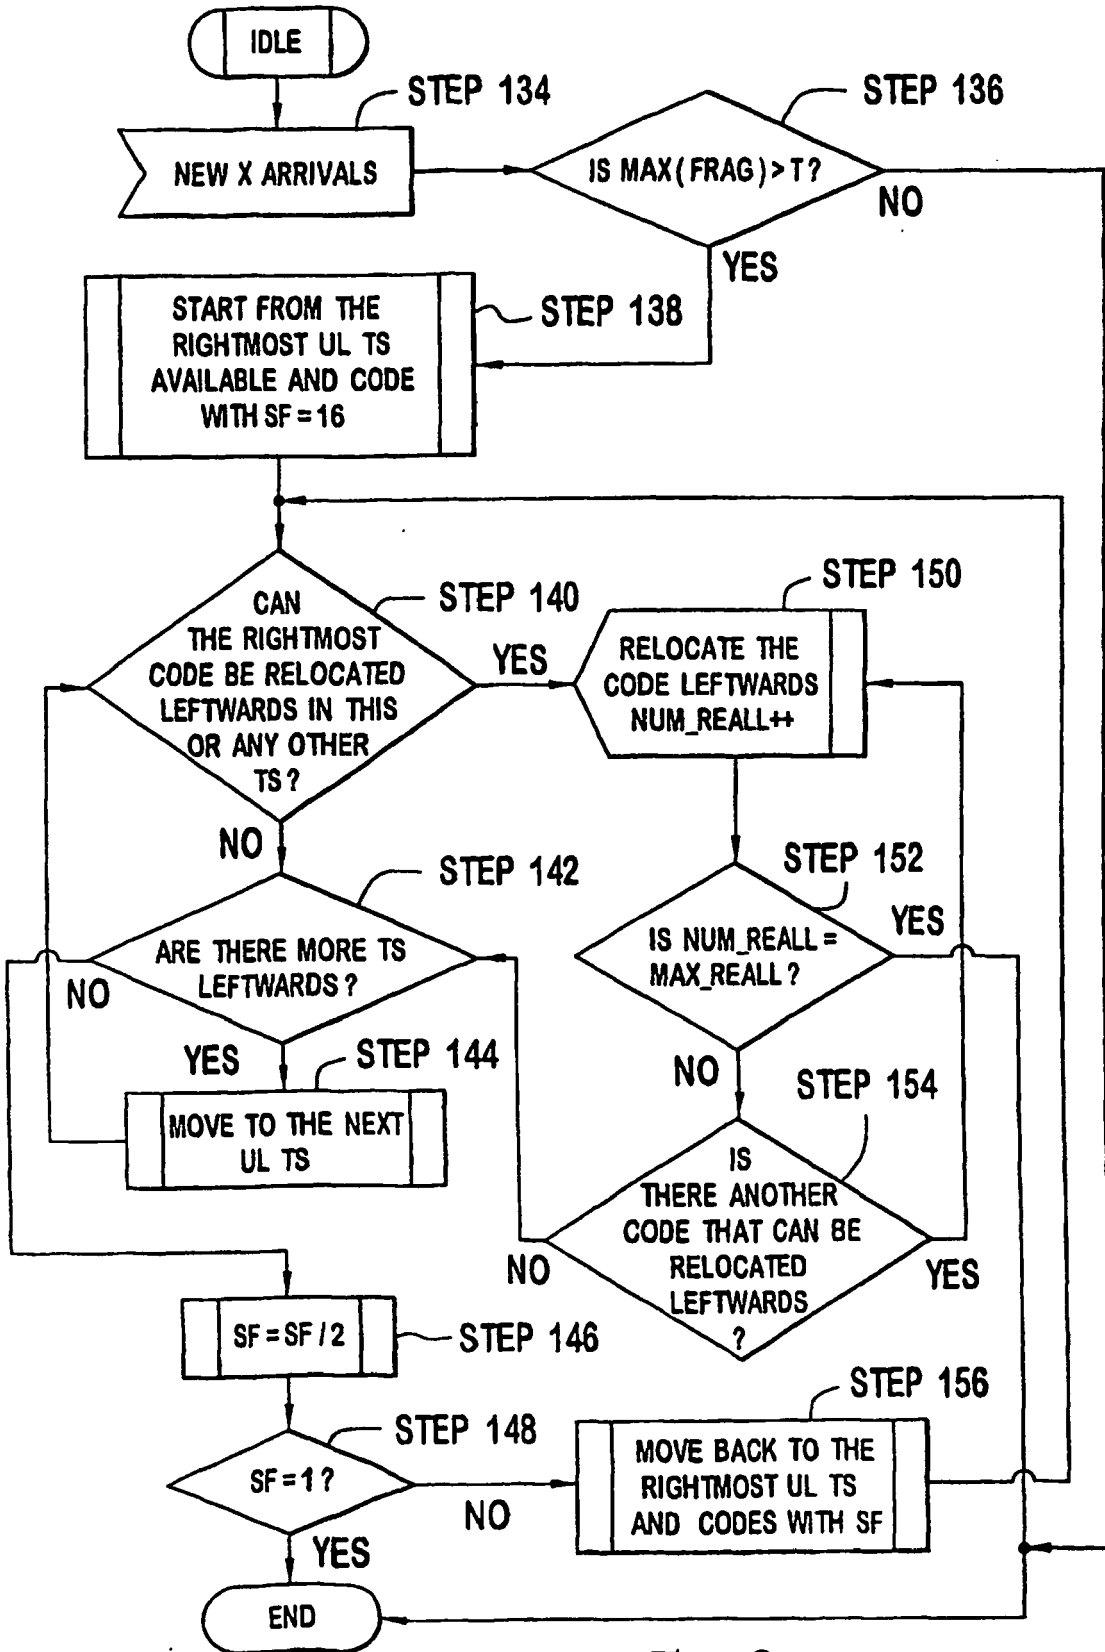 IDLE
STEP 134
NEW X ARRIVALS
STEP 136
IS MAX(FRAG)>T?
NO
YES
START FROM THE
RIGHTMOST UL TS
AVAILABLE AND CODE
WITH SF=16
STEP 138
CAN
THE RIGHTMOST
CODE BE RELOCATED
LEFTWARDS IN THIS
OR ANY OTHER
TS?
STEP 140
YES
NO
STEP 150
RELOCATE THE
CODE LEFTWARDS
NUM_REALL++
STEP 142
ARE THERE MORE TS
LEFTWARDS?
NO
YES
STEP 152
IS NUM_REALL=
MAX_REALL?
YES
NO
STEP 144
MOVE TO THE NEXT
UL TS
STEP 154
IS
THERE ANOTHER
CODE THAT CAN BE
RELOCATED
LEFTWARDS
?
NO
YES
SF=SF/2
STEP 146
STEP 148
SF=1?
NO
YES
STEP 156
MOVE BACK TO THE
RIGHTMOST UL TS
AND CODES WITH SF
END